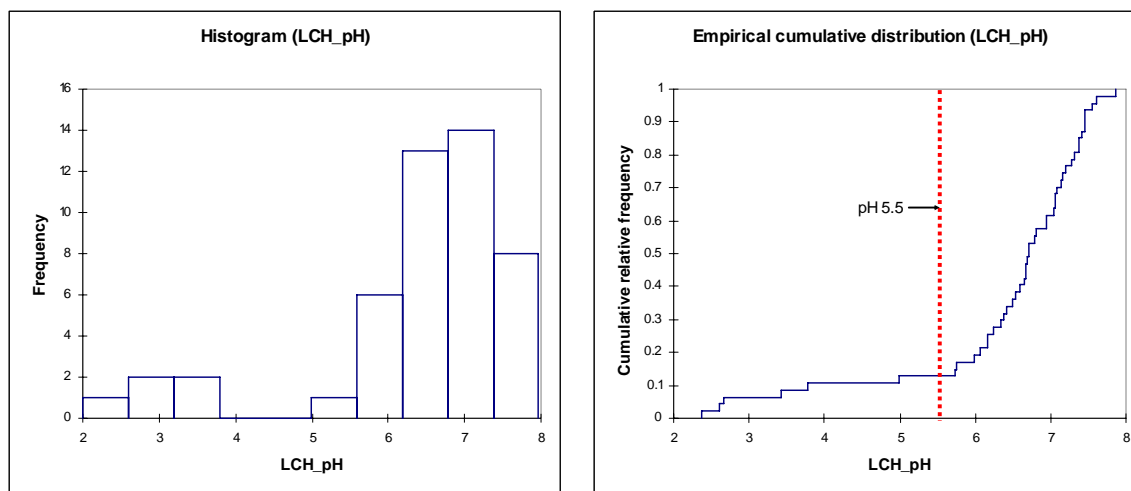 Histogram (LCH_pH)
16
14
12
10
8
6
4
2
0
Frequency
2 3 4 5 6 7 8
LCH_pH
Empirical cumulative distribution (LCH_pH)
1
0.9
0.8
0.7
0.6
0.5
0.4
0.3
0.2
0.1
0
Cumulative relative frequency
pH 5.5
2 3 4 5 6 7 8
LCH_pH